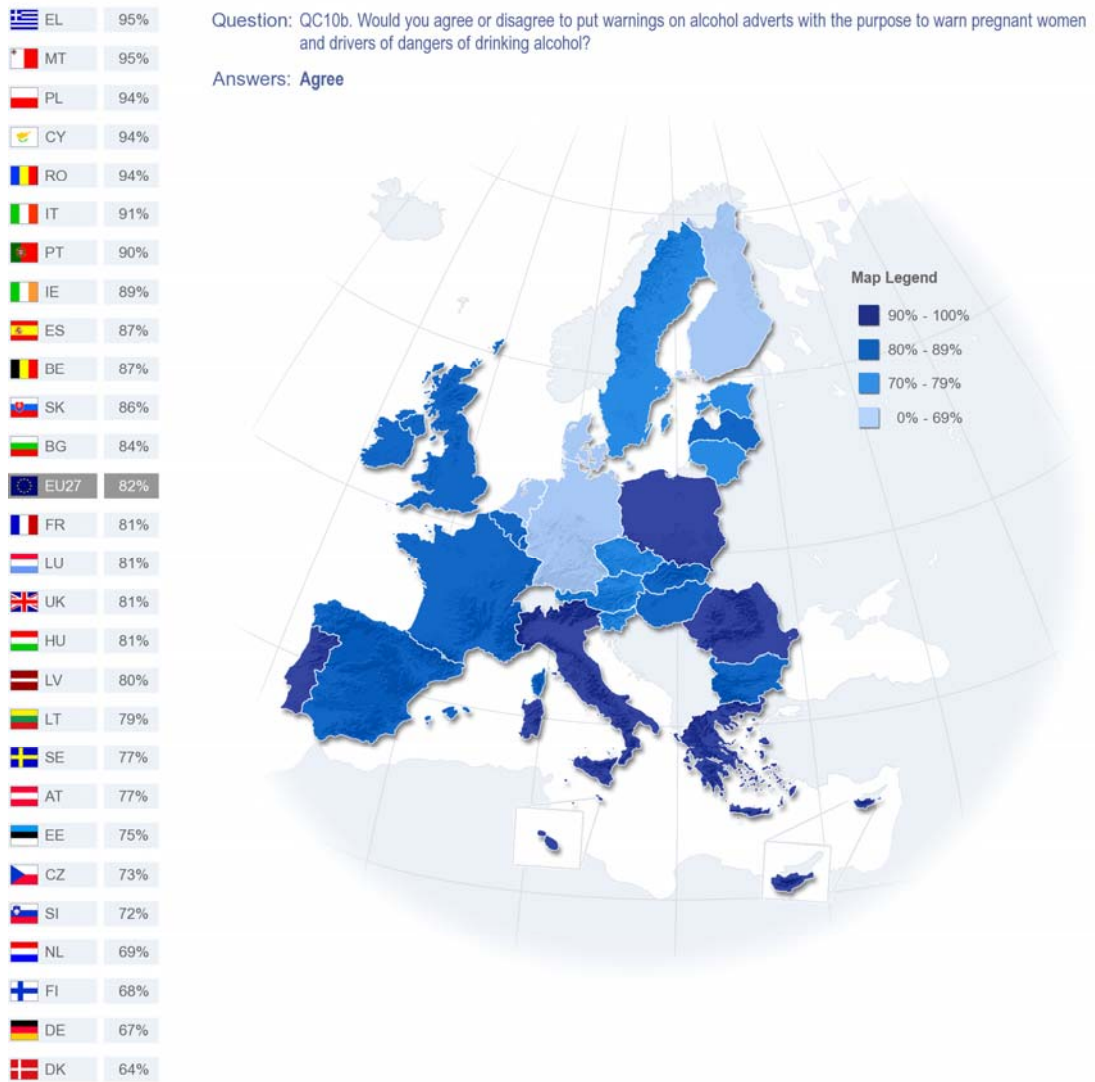 EL 95%
MT 95%
PL 94%
CY 94%
RO 94%
IT 91%
PT 90%
IE 89%
ES 87%
BE 87%
SK 86%
BG 84%
EU27 82%
FR 81%
LU 81%
UK 81%
HU 81%
LV 80%
LT 79%
SE 77%
AT 77%
EE 75%
CZ 73%
SI 72%
NL 69%
FI 68%
DE 67%
DK 64%
Question: QC10b. Would you agree or disagree to put warnings on alcohol adverts with the purpose to warn pregnant women
and drivers of dangers of drinking alcohol?
Answers: Agree
Map Legend
90% - 100%
80% - 89%
70% - 79%
0% - 69%